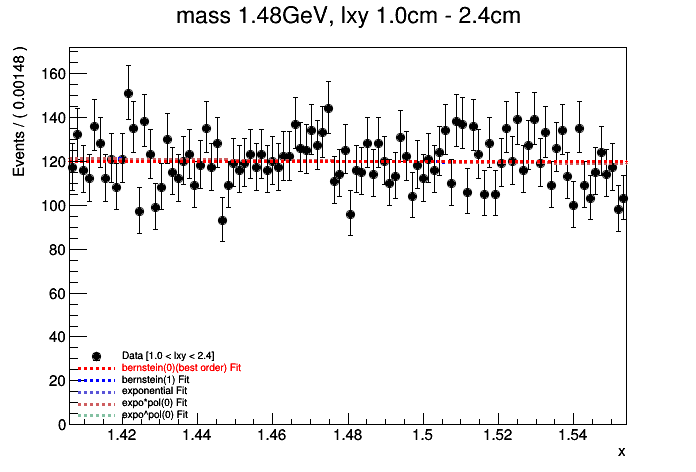 mass 1.48GeV, lxy 1.0cm - 2.4cm
Events / ( 0.00148 )
160
140
120
100
80
60
40
20
0
Data [1.0 < lxy < 2.4]
bernstein(0)(best order) Fit
bernstein(1) Fit
exponential Fit
expo*pol(0) Fit
expo*pol(0) Fit
1.42 1.44 1.46 1.48 1.5 1.52 1.54
x